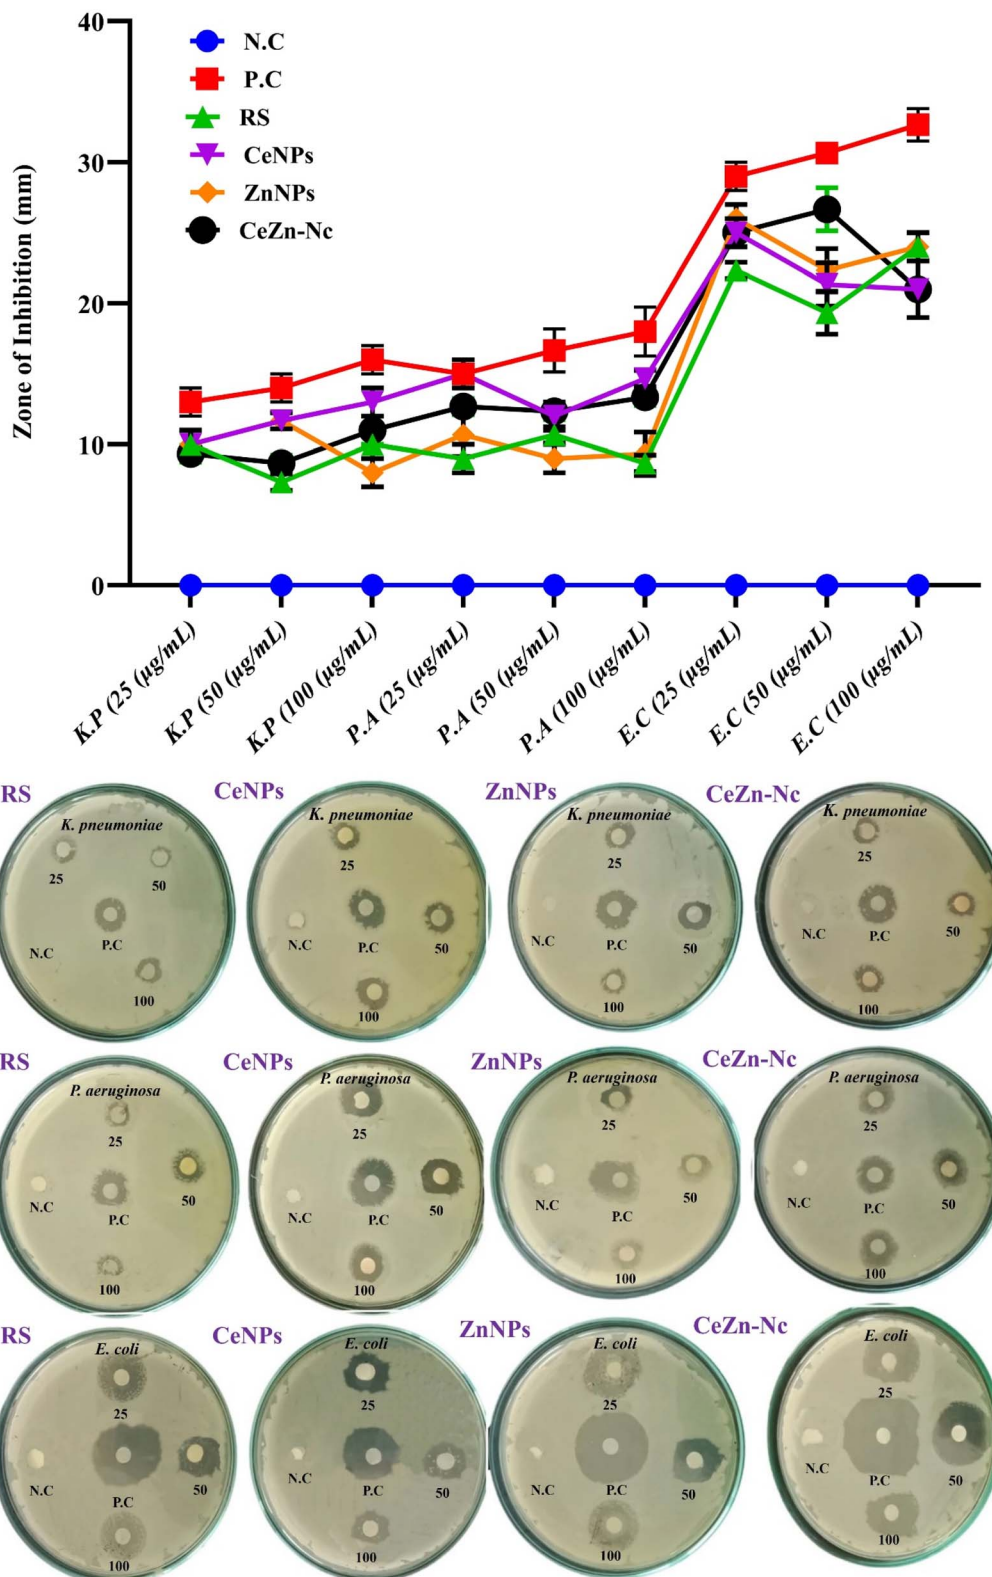 40
30
20
10
0
Zone of Inhibition (mm)
N.C
P.C
RS
CeNPs
ZnNPs
CeZn-Nc
K.P (25 (µg/mL)
K.P (50 (µg/mL)
K.P (100 (µg/mL)
P.A (25 (µg/mL)
P.A (50 (µg/mL)
P.A (100 (µg/mL)
E.C (25 (µg/mL)
E.C (50 (µg/mL)
E.C (100 (µg/mL)
RS
K. pneumoniae
25
50
P.C
N.C
100
CeNPs
K. pneumoniae
25
N.C
P.C
50
100
ZnNPs
K. pneumoniae
25
N.C
P.C
50
100
CeZn-Nc
K. pneumoniae
25
N.C
P.C
50
100
RS
P. aeruginosa
25
N.C
P.C
50
100
CeNPs
P. aeruginosa
25
N.C
P.C
50
100
ZnNPs
P. aeruginosa
25
N.C
P.C
50
100
CeZn-Nc
P. aeruginosa
25
N.C
P.C
50
100
RS
E. coli
25
N.C
P.C
50
100
CeNPs
E. coli
25
N.C
P.C
50
100
ZnNPs
E. coli
25
N.C
P.C
50
100
CeZn-Nc
E. coli
25
N.C
P.C
50
100